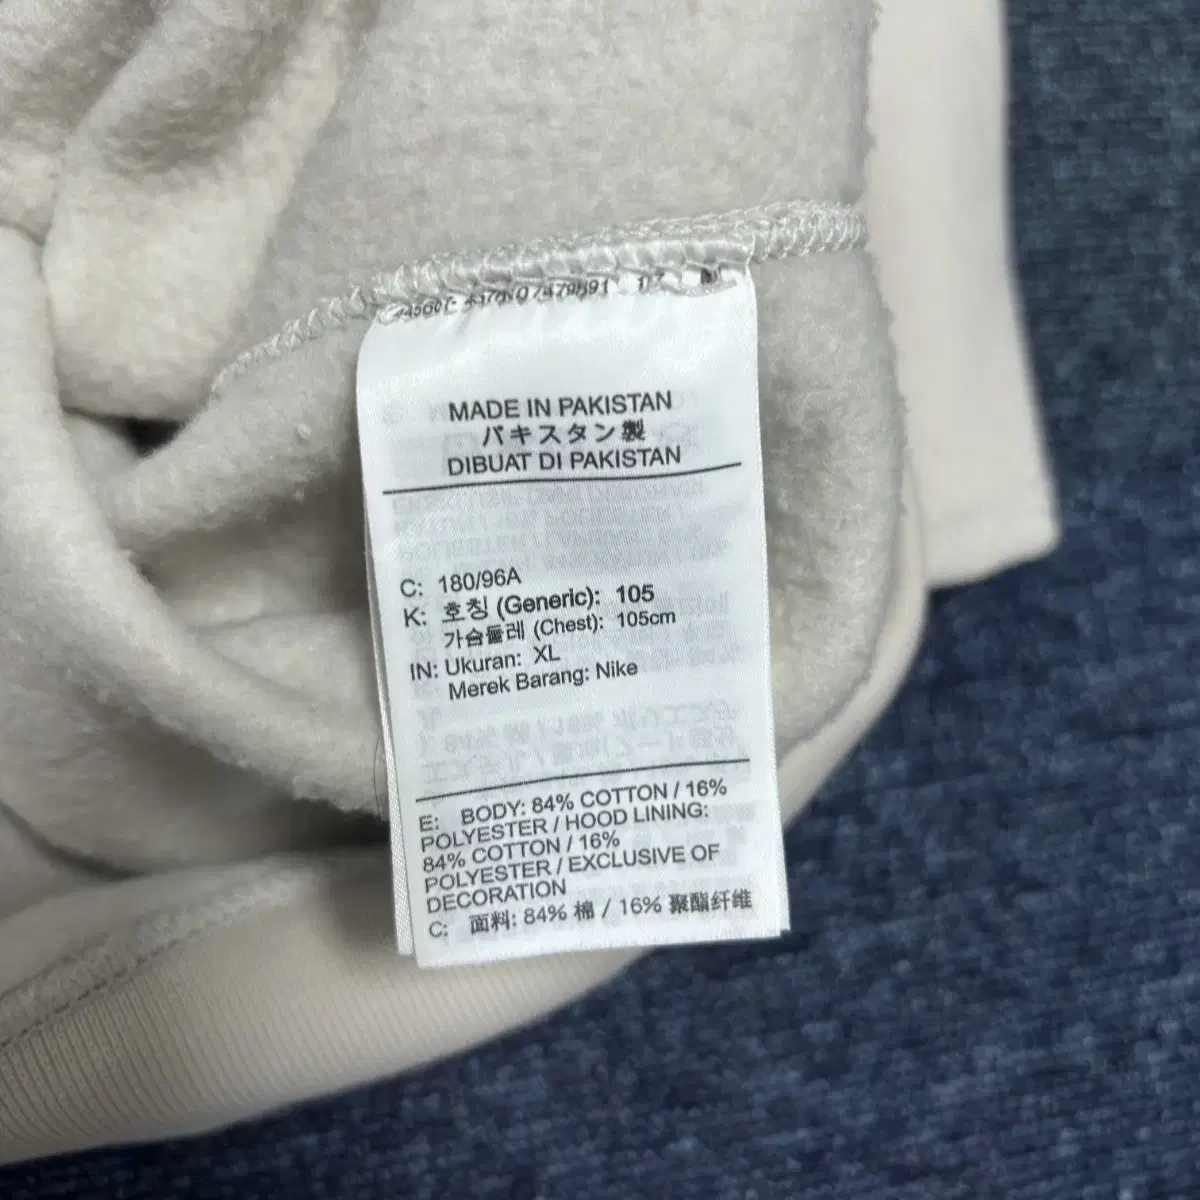 MADE IN PAKISTAN
パキスタン製
DIBUAT DI PAKISTAN
C: 180/96A
K: 호칭 (Generic): 105
가슴둘레 (Chest): 105cm
IN: Ukuran: XL
Merek Barang: Nike
E: BODY: 84% COTTON / 16%
POLYESTER / HOOD LINING:
84% COTTON / 16%
POLYESTER / EXCLUSIVE OF
DECORATION
C: 面料: 84% 棉 / 16% 聚酯纤维